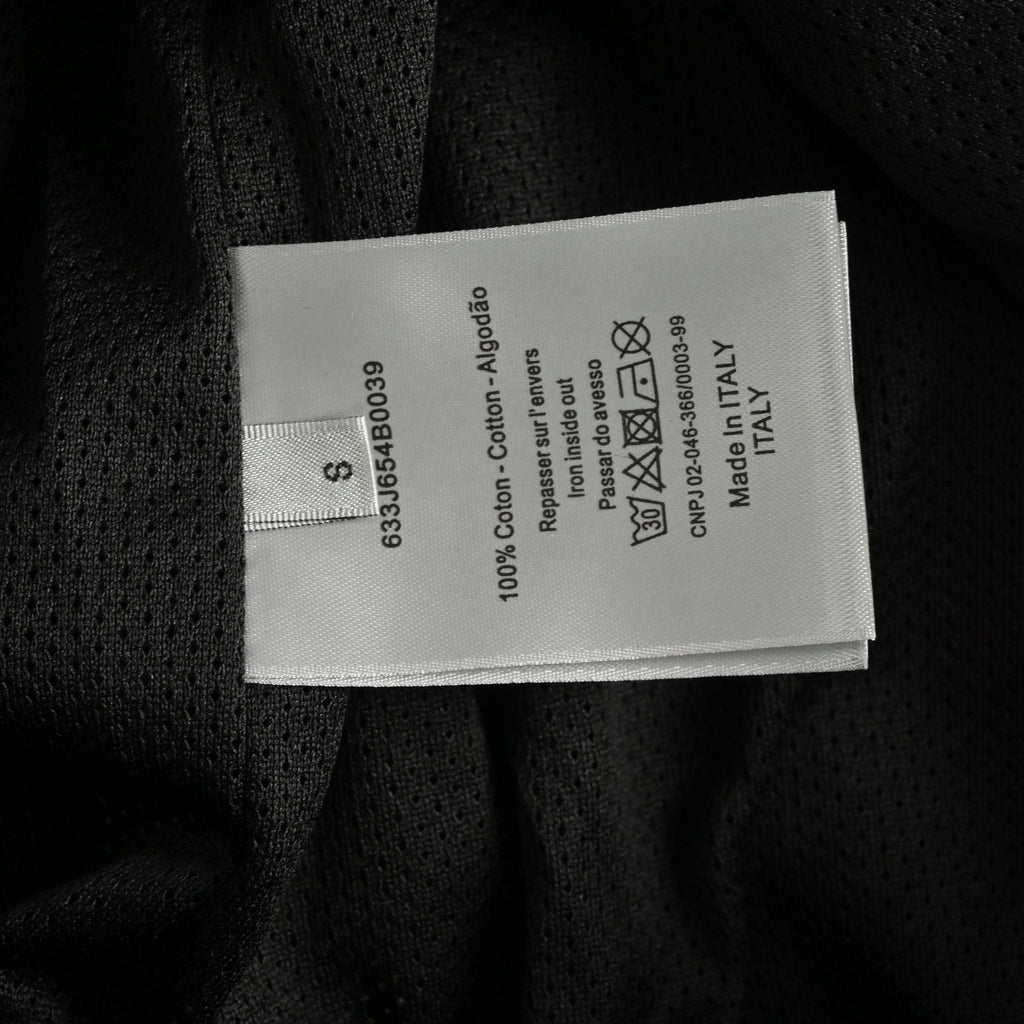 S
633J654B0039
100% Coton - Cotton - Algodão
Repasser sur l'envers
Iron inside out
Passar do avesso
30
CNPJ 02-046-366/0003-99
Made In ITALY
ITALY